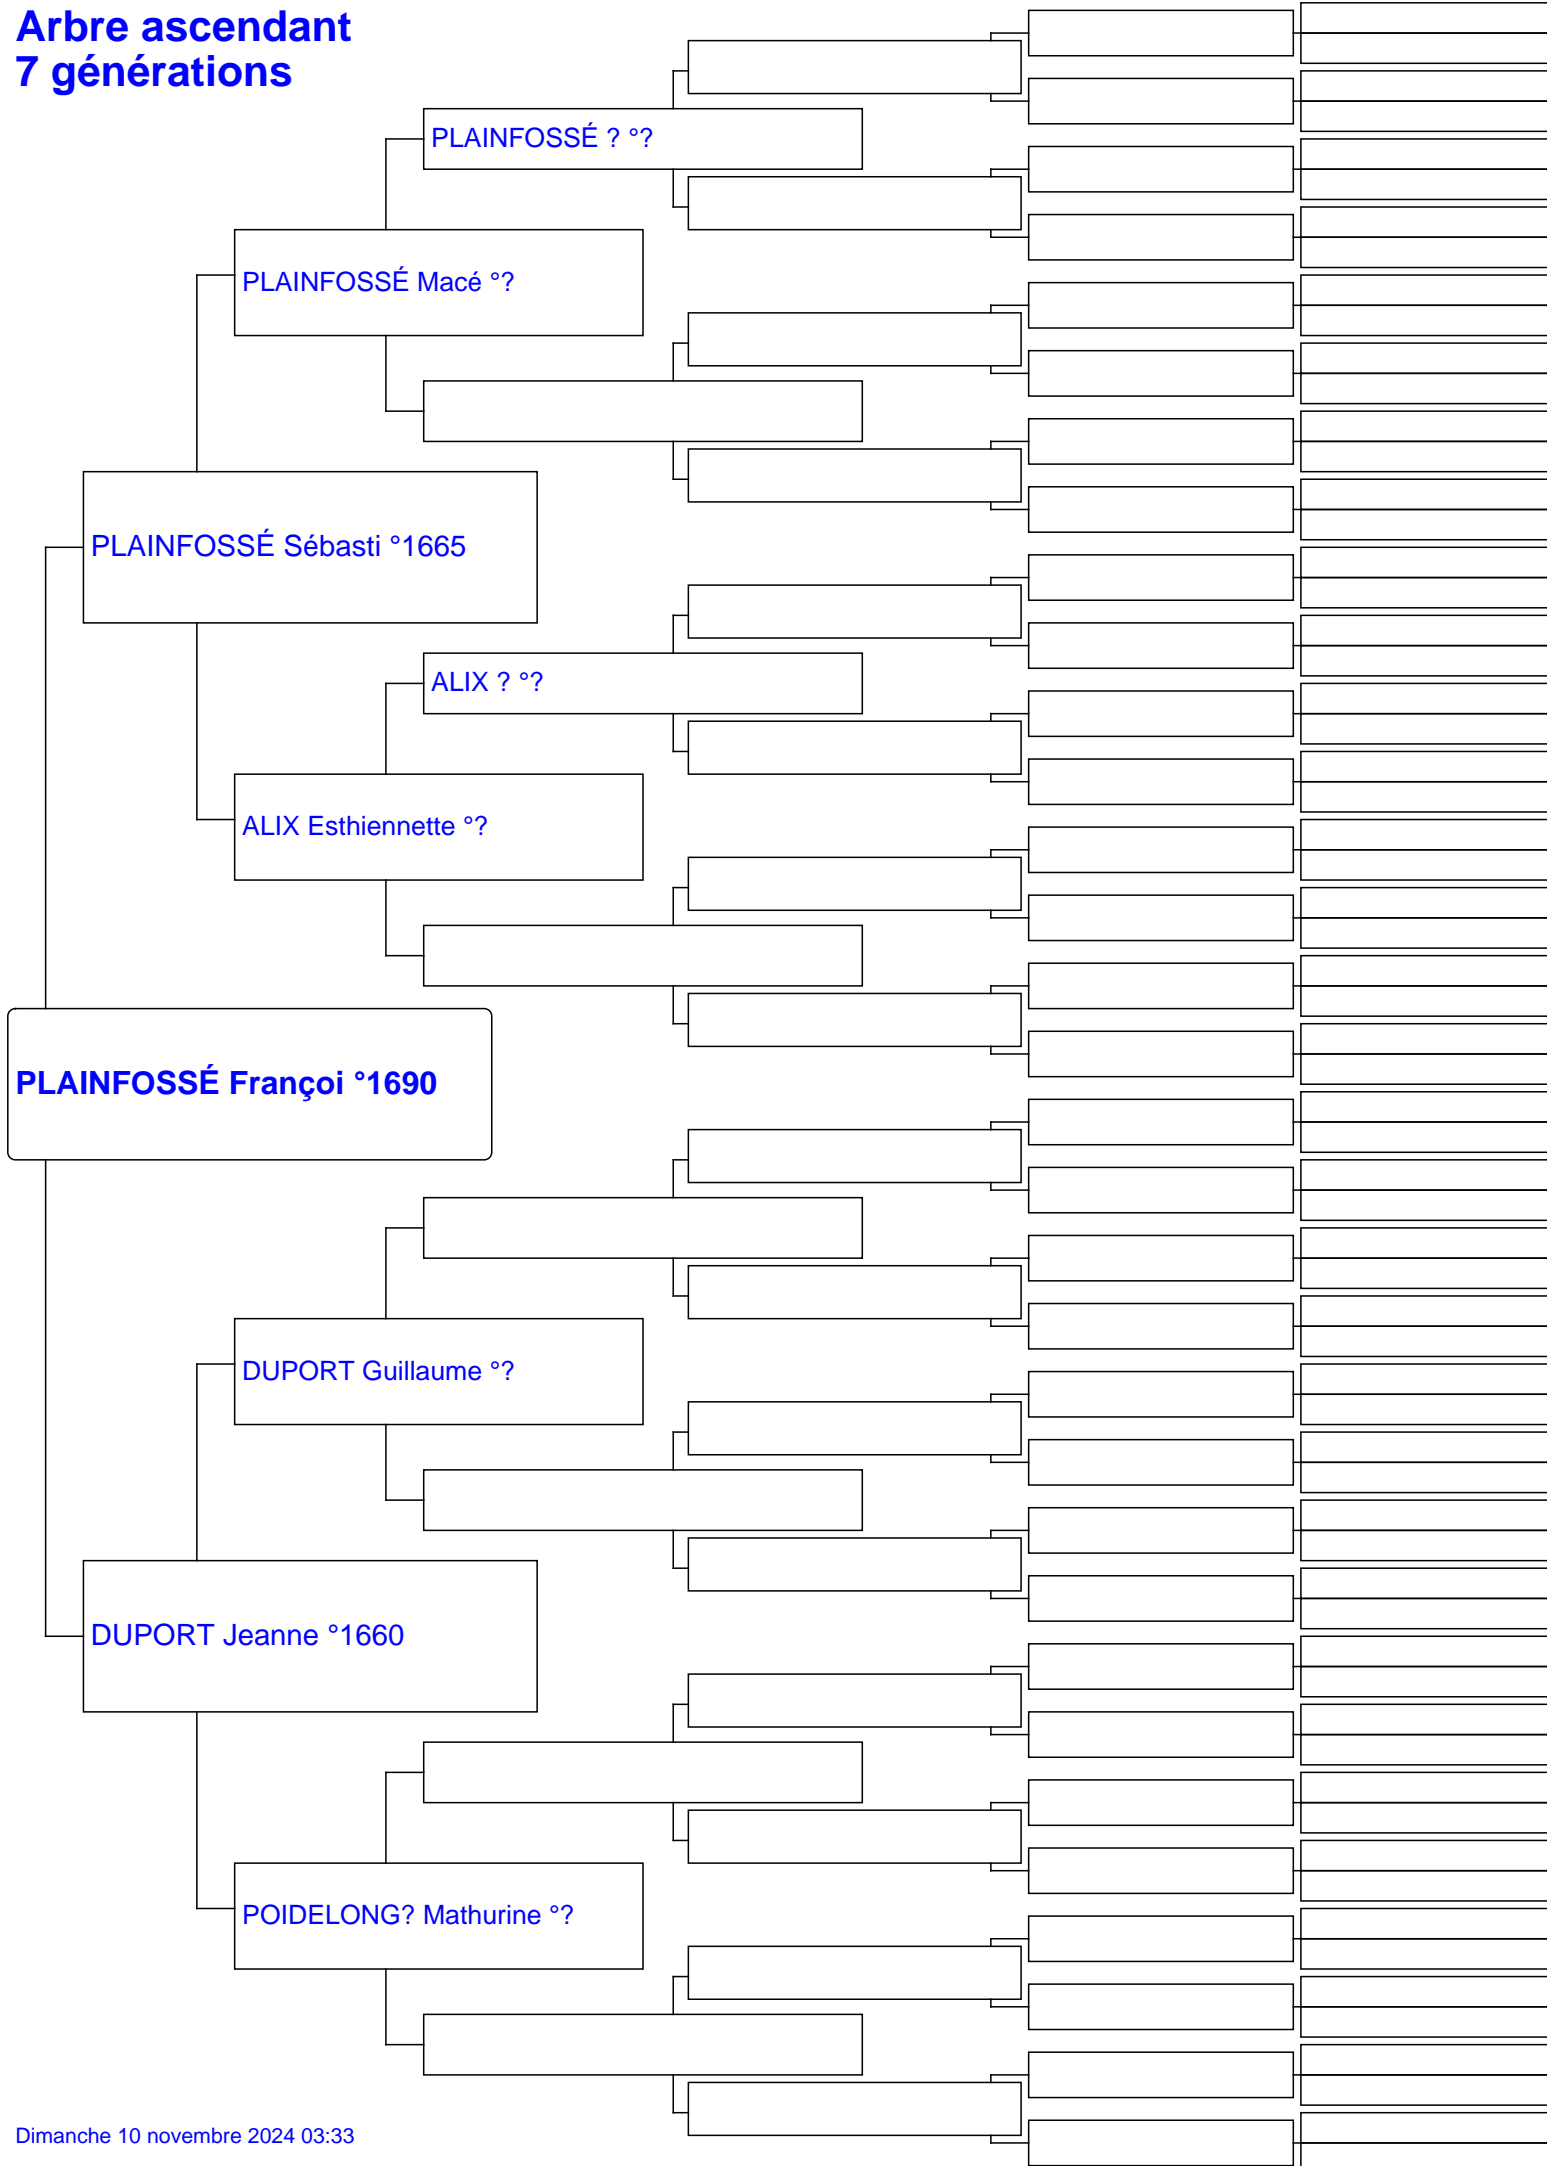 Arbre ascendant
7 générations
PLAINFOSSÉ ? °?
PLAINFOSSÉ Macé °?
PLAINFOSSÉ Sébasti °1665
ALIX ? °?
ALIX Esthiennette °?
PLAINFOSSÉ Françoi °1690
DUPORT Guillaume °?
DUPORT Jeanne °1660
POIDELONG? Mathurine °?
Dimanche 10 novembre 2024 03:33